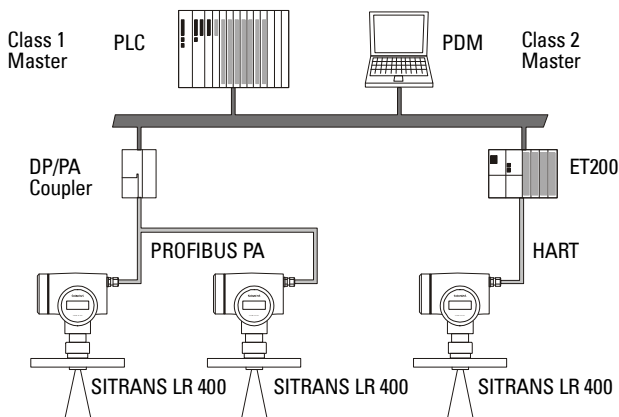 Class 1
Master
PLC
PDM
Class 2
Master
DP/PA
Coupler
ET200
PROFIBUS PA
HART
SITRANS LR 400
SITRANS LR 400
SITRANS LR 400